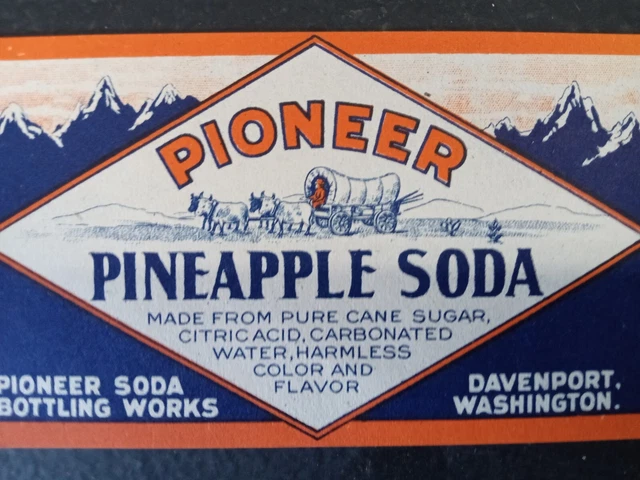 PIONEER
PINEAPPLE SODA
MADE FROM PURE CANE SUGAR,
CITRIC ACID, CARBONATED
WATER, HARMLESS
COLOR AND
FLAVOR
PIONEER SODA
BOTTLING WORKS
DAVENPORT,
WASHINGTON.